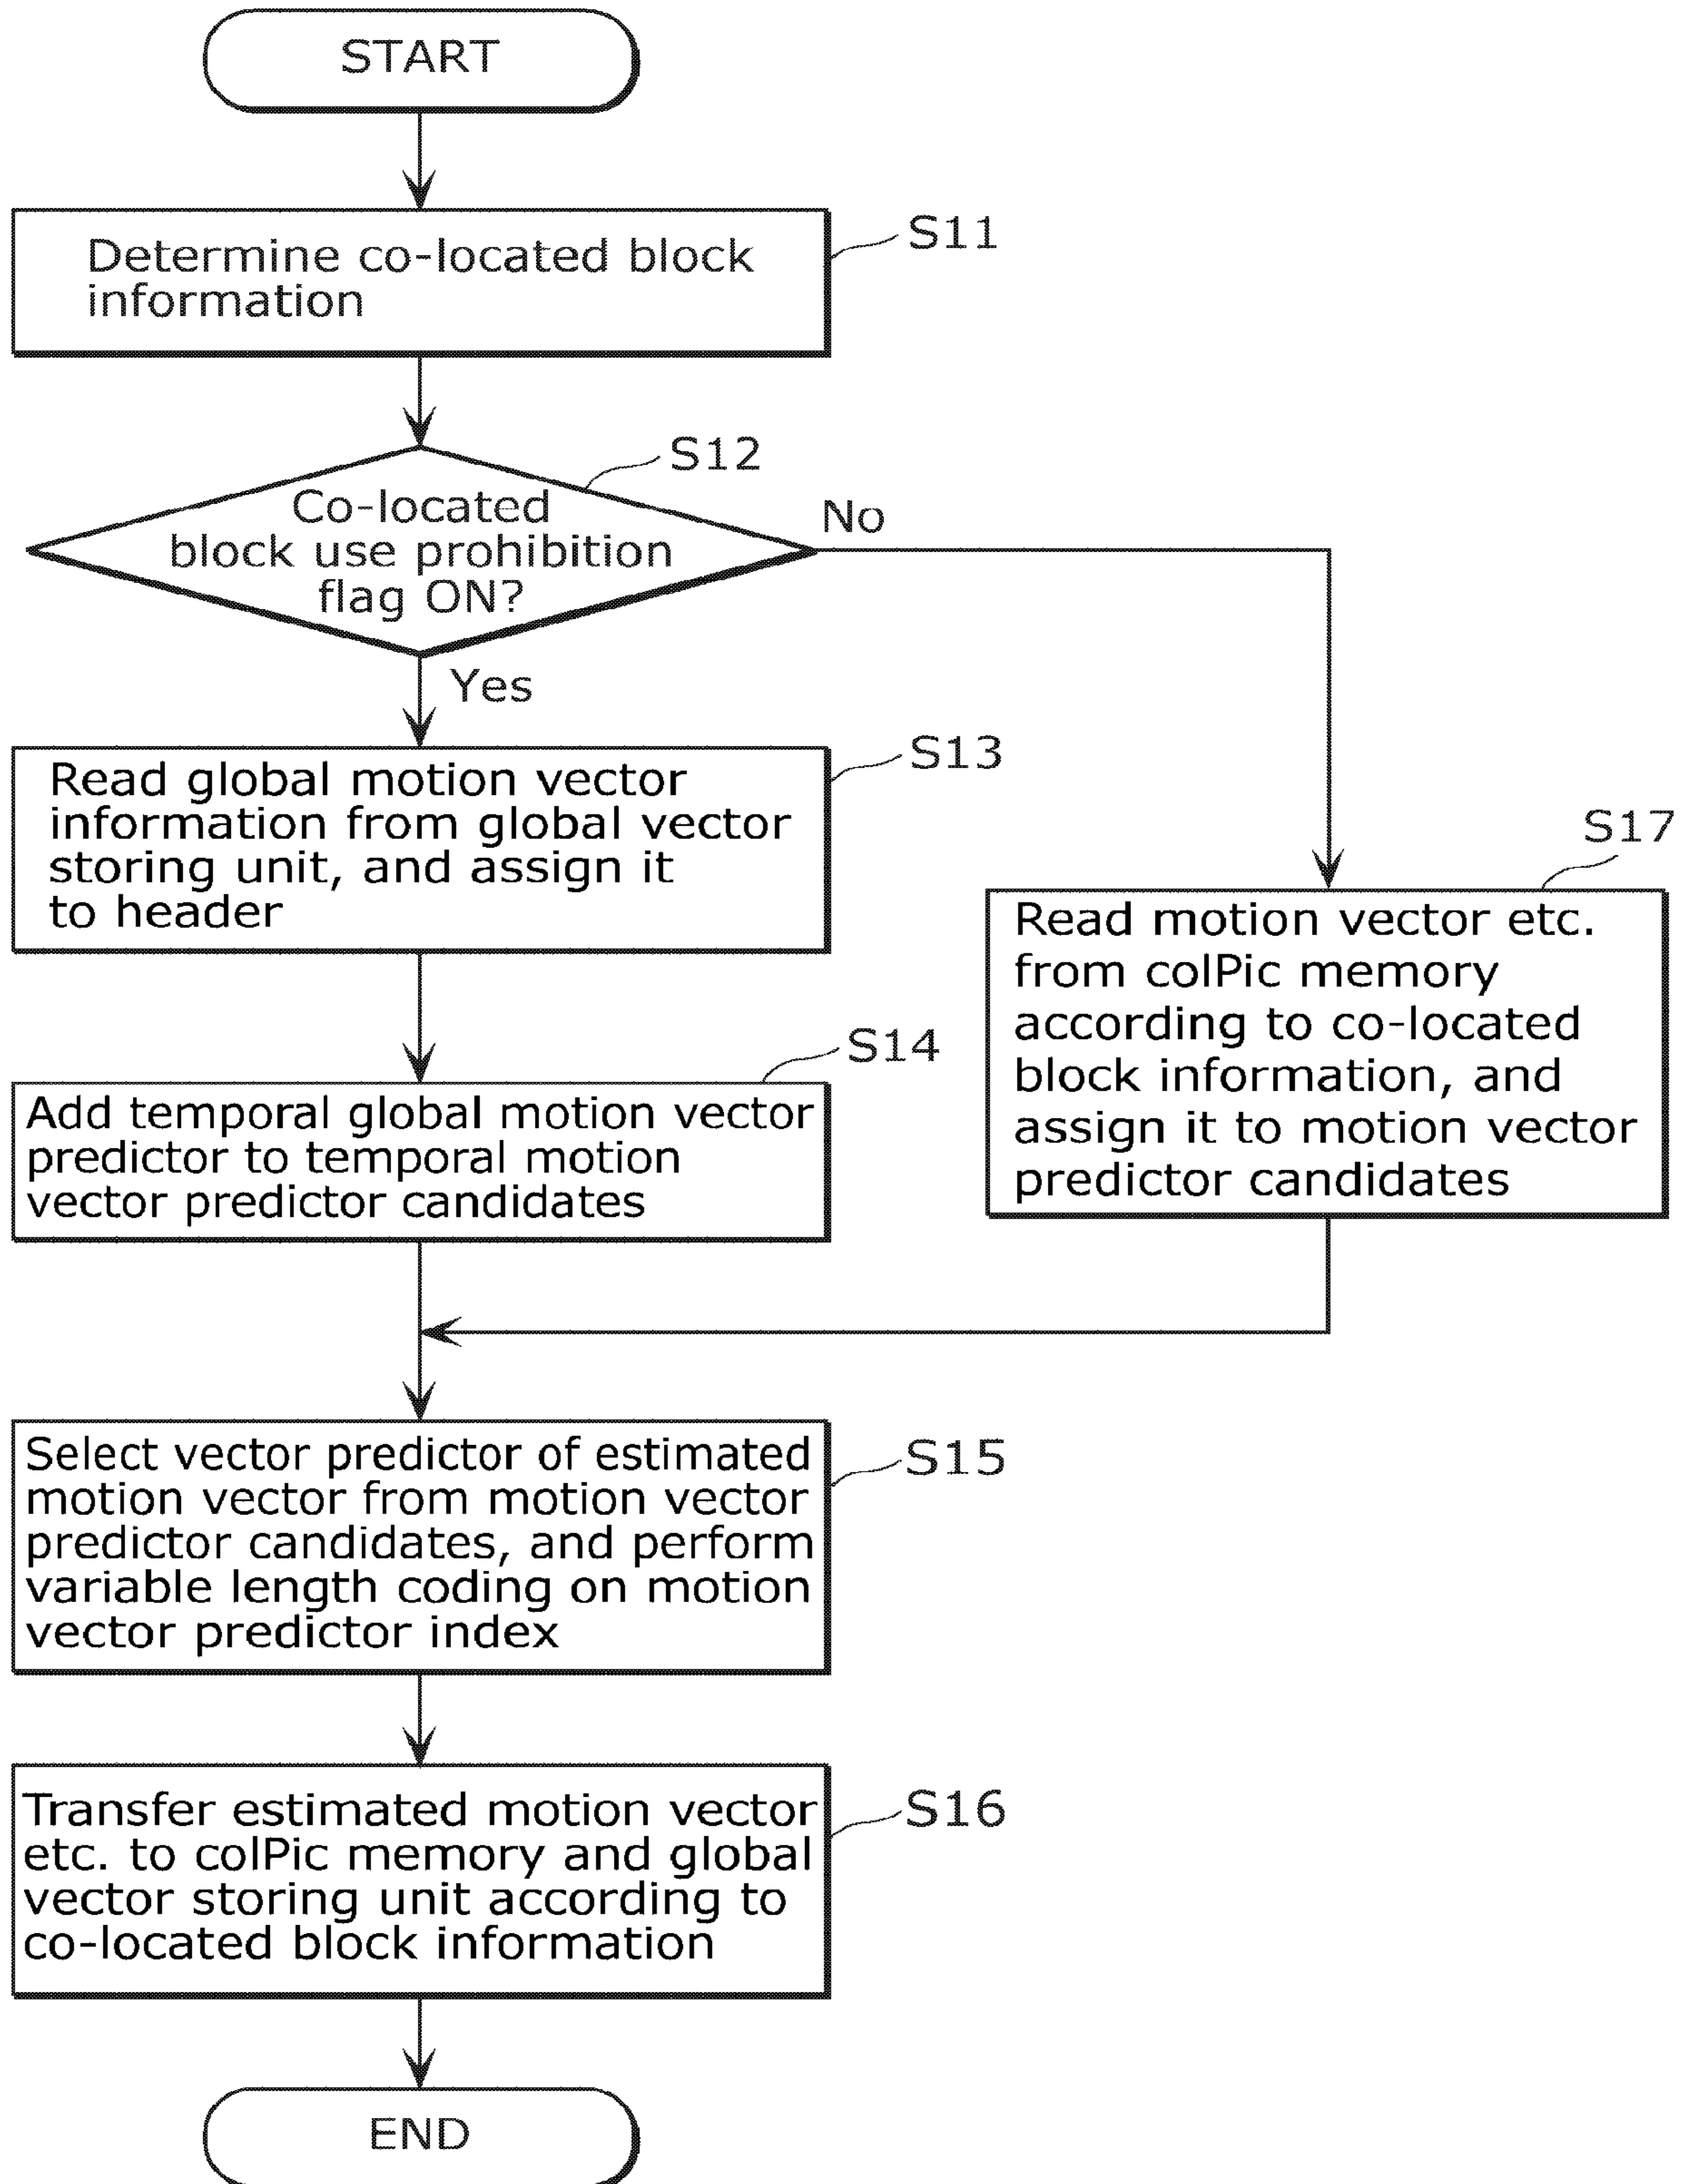 START
S11
Determine co-located block
information
S12
Co-located
block use prohibition
flag ON?
No
Yes
S13
Read global motion vector
information from global vector
storing unit, and assign it
to header
S17
Read motion vector etc.
from colPic memory
according to co-located
block information, and
assign it to motion vector
predictor candidates
S14
Add temporal global motion vector
predictor to temporal motion
vector predictor candidates
S15
Select vector predictor of estimated
motion vector from motion vector
predictor candidates, and perform
variable length coding on motion
vector predictor index
S16
Transfer estimated motion vector
etc. to colPic memory and global
vector storing unit according to
co-located block information
END